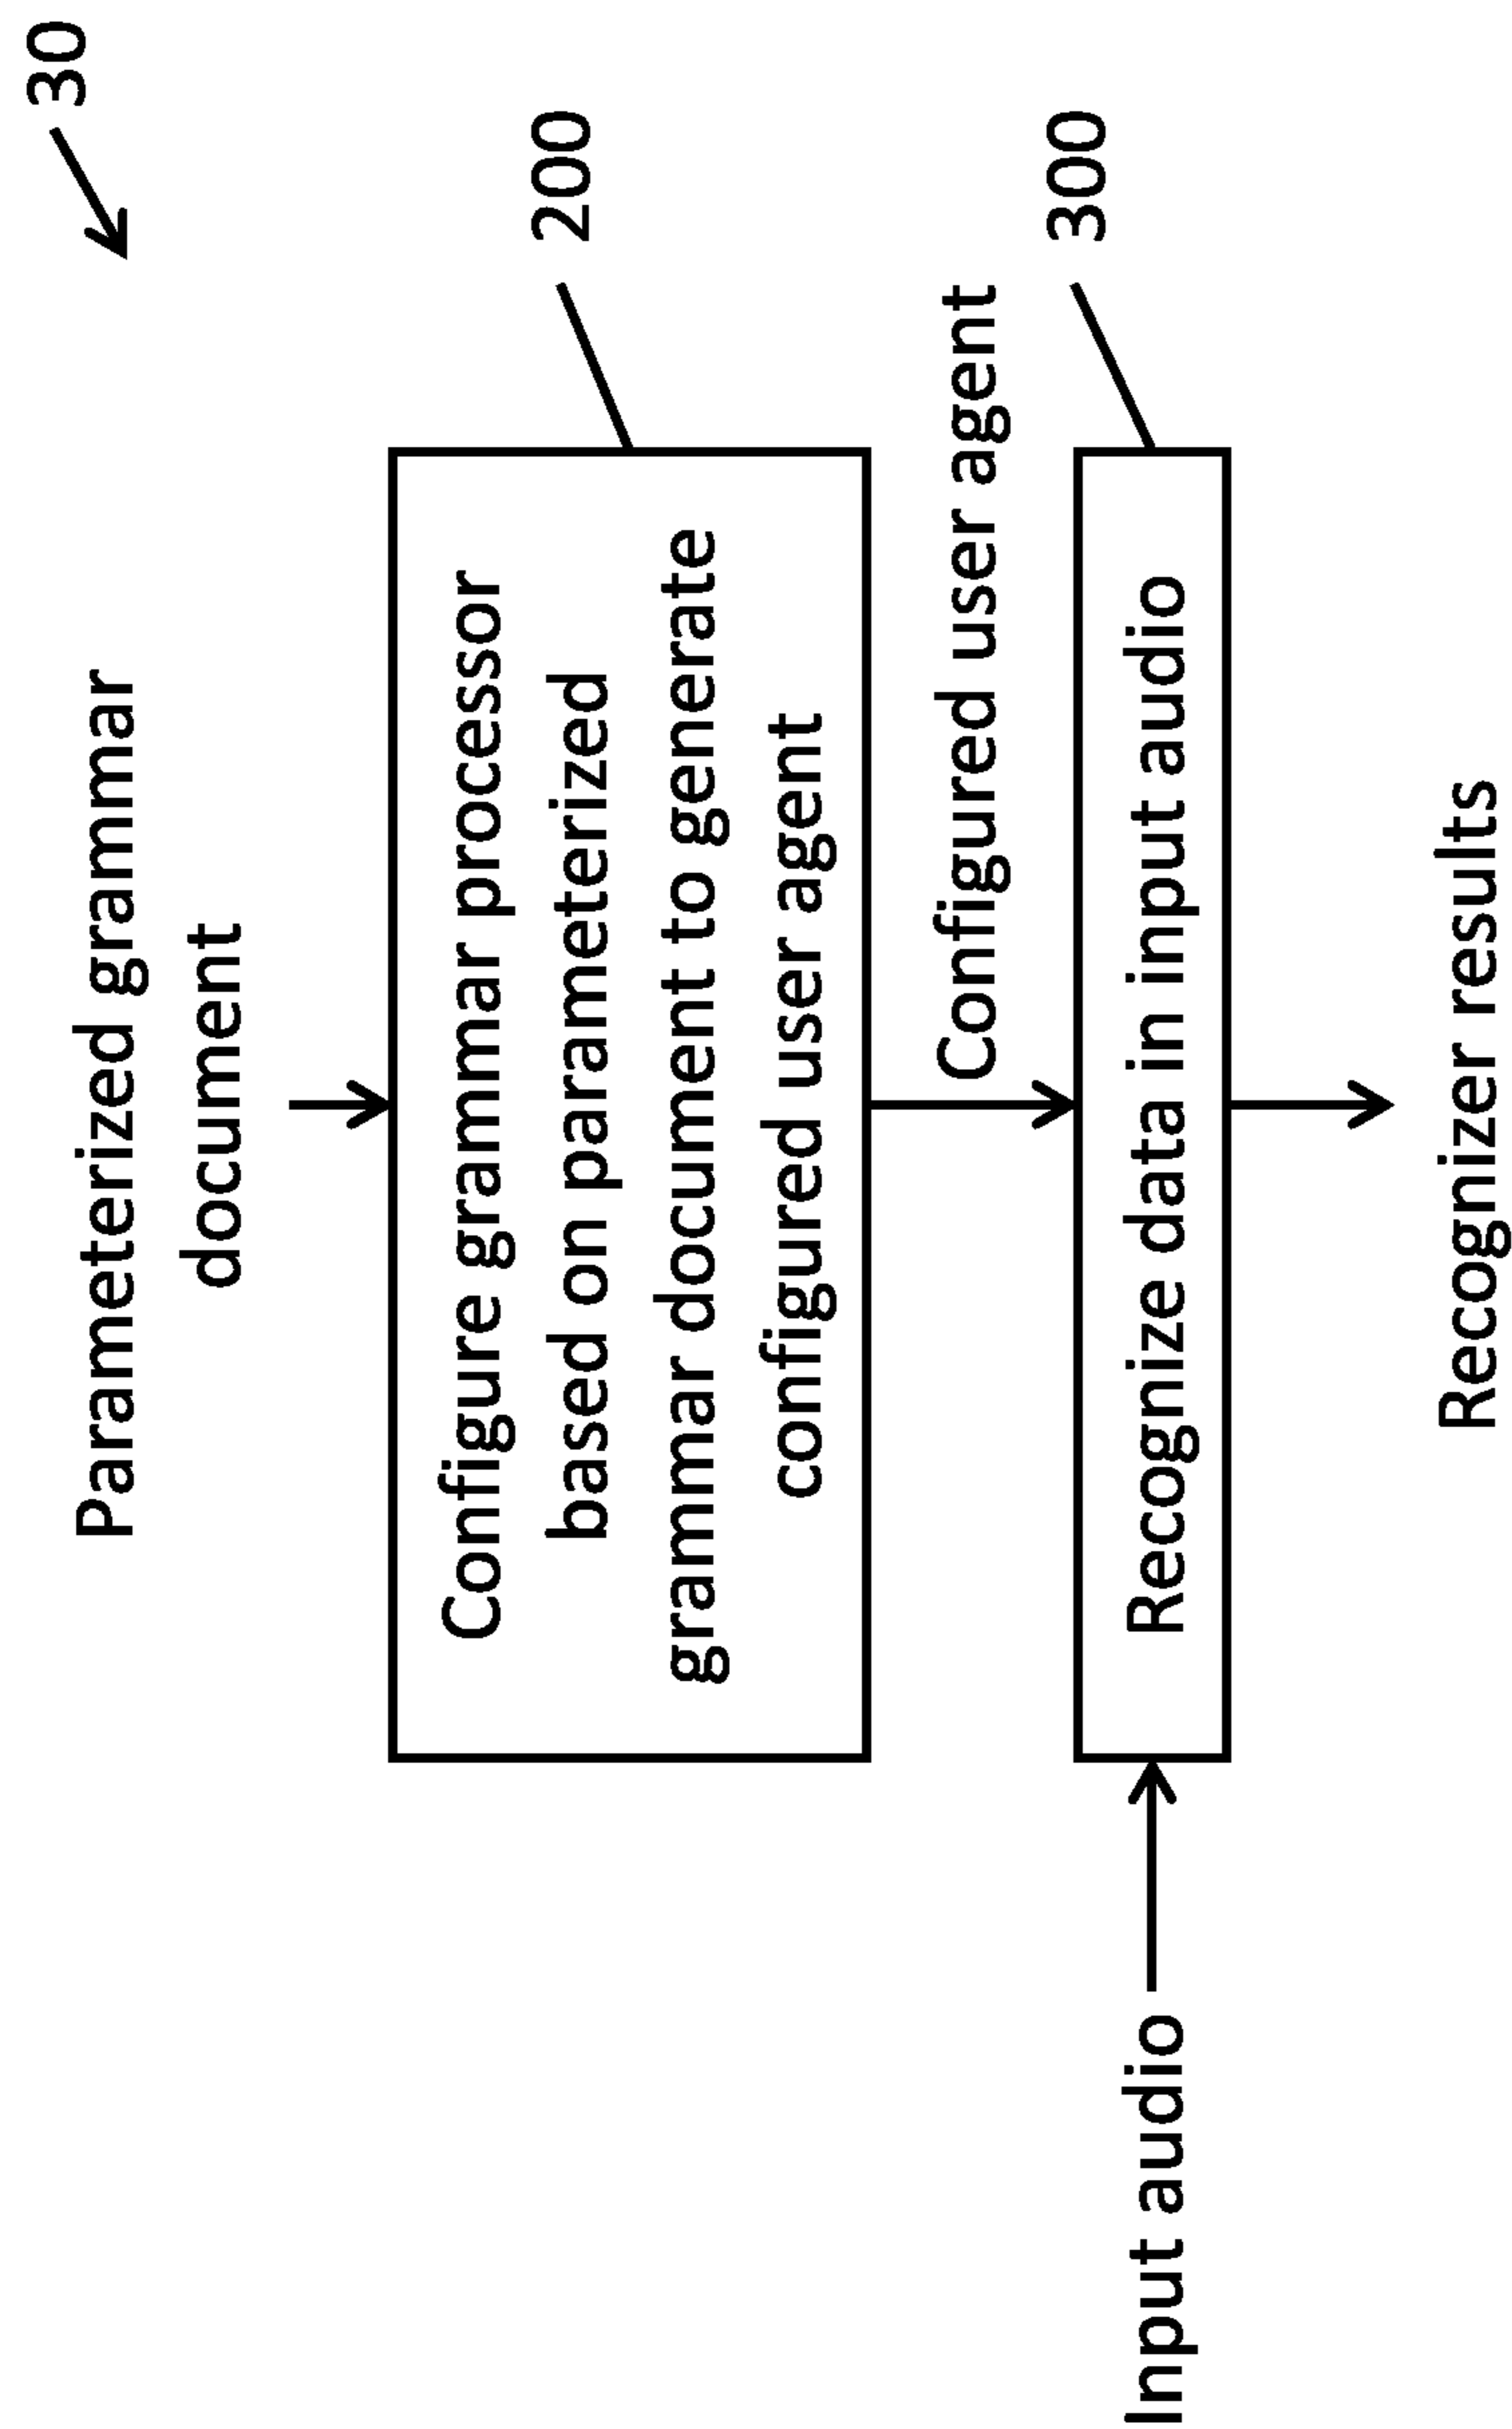 30
Parameterized grammar
document
200
Configure grammar processor
based on parameterized
grammar document to generate
configured user agent
Configured user agent
300
Input audio
Recognize data in input audio
Recognizer results